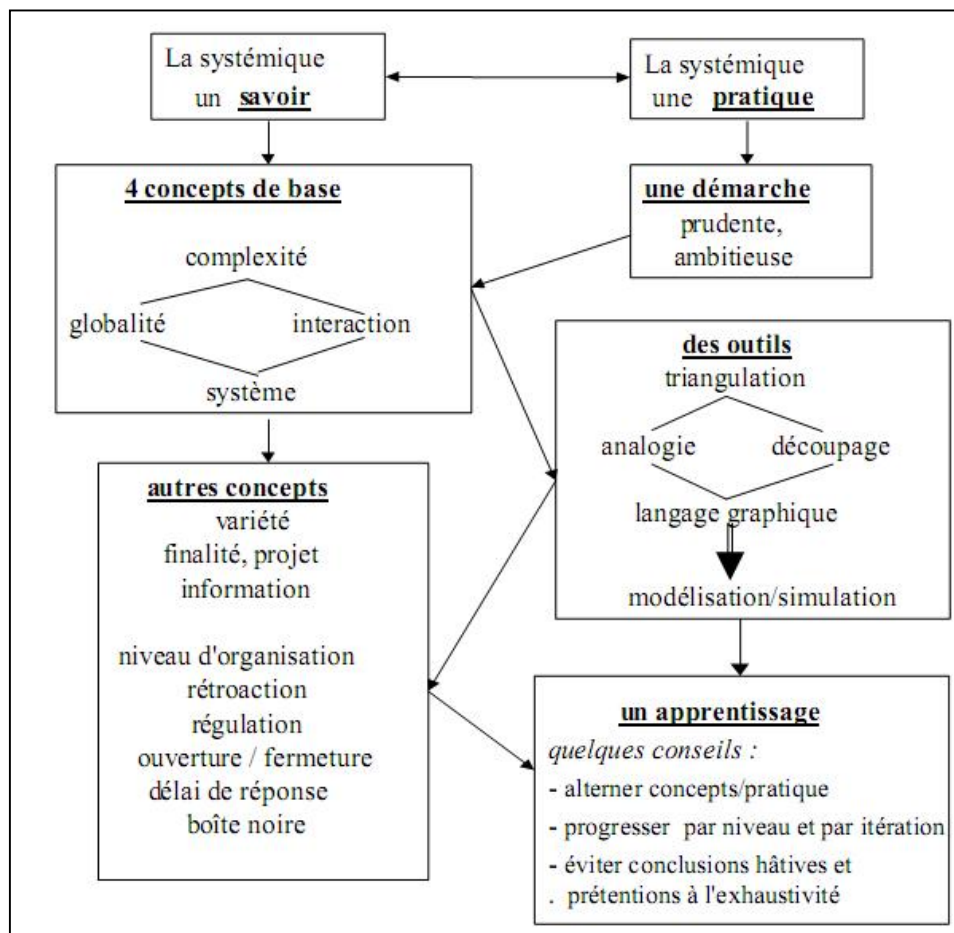 La systémique
un savoir
La systémique
une pratique
4 concepts de base
complexité
globalité
interaction
système
une démarche
prudente,
ambitieuse
des outils
triangulation
analogie
découpage
langage graphique
modélisation/simulation
autres concepts
variété
finalité, projet
information
niveau d'organisation
rétroaction
régulation
ouverture / fermeture
délai de réponse
boîte noire
un apprentissage
quelques conseils :
- alterner concepts/pratique
- progresser par niveau et par itération
- éviter conclusions hâtives et
. prétentions à l'exhaustivité